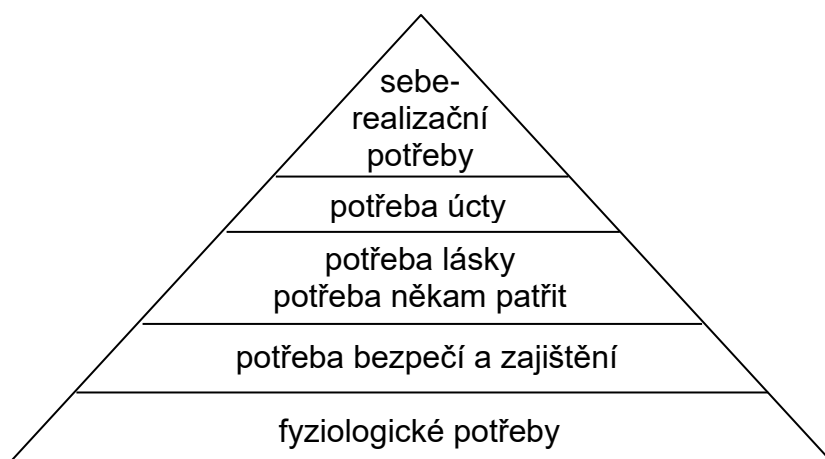 sebe-
realizační
potřeby
potřeba úcty
potřeba lásky
potřeba někam patřit
potřeba bezpečí a zajištění
fyziologické potřeby